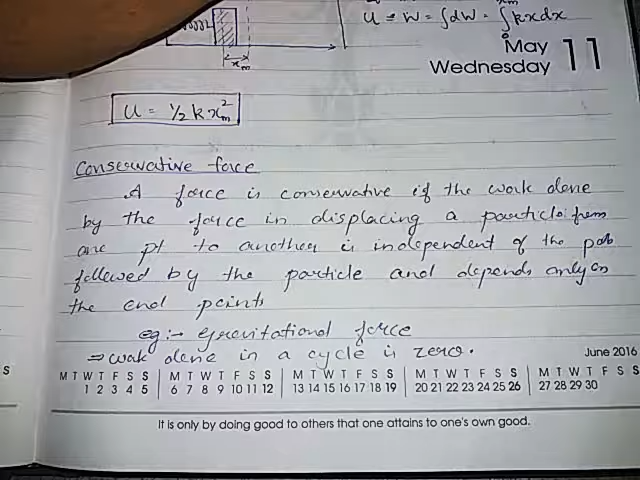 U = W = ∫dW = ∫ kxdx
xm
0
May
Wednesday 11
xm
U = ½ k xm²
Conservative force
A force is conservative if the work done
by the force in displacing a particle from
one pt to another is independent of the path
followed by the particle and depends only on
the end points
eg :- Gravitational force
⇒ work done in a cycle is zero.
June 2016
S
M T W T F S S M T W T F S S M T W T F S S M T W T F S S M T W T F S S
1 2 3 4 5 6 7 8 9 10 11 12 13 14 15 16 17 18 19 20 21 22 23 24 25 26 27 28 29 30
It is only by doing good to others that one attains to one's own good.